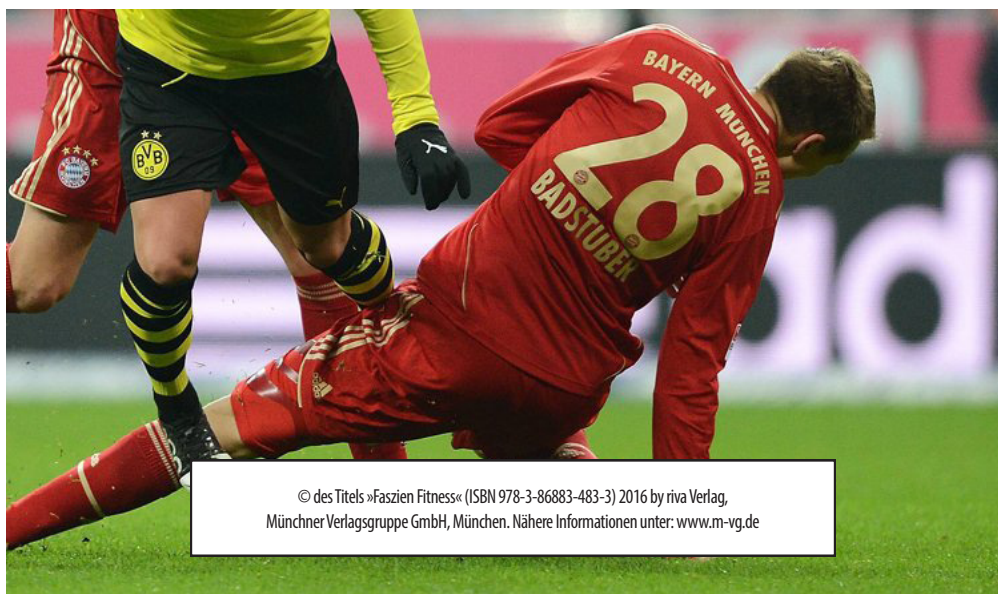 BAYERN MÜNCHEN
28
BADSTUBER
BVB
09
adidas
© des Titels »Faszien Fitness« (ISBN 978-3-86883-483-3) 2016 by riva Verlag,
Münchner Verlagsgruppe GmbH, München. Nähere Informationen unter: www.m-vg.de